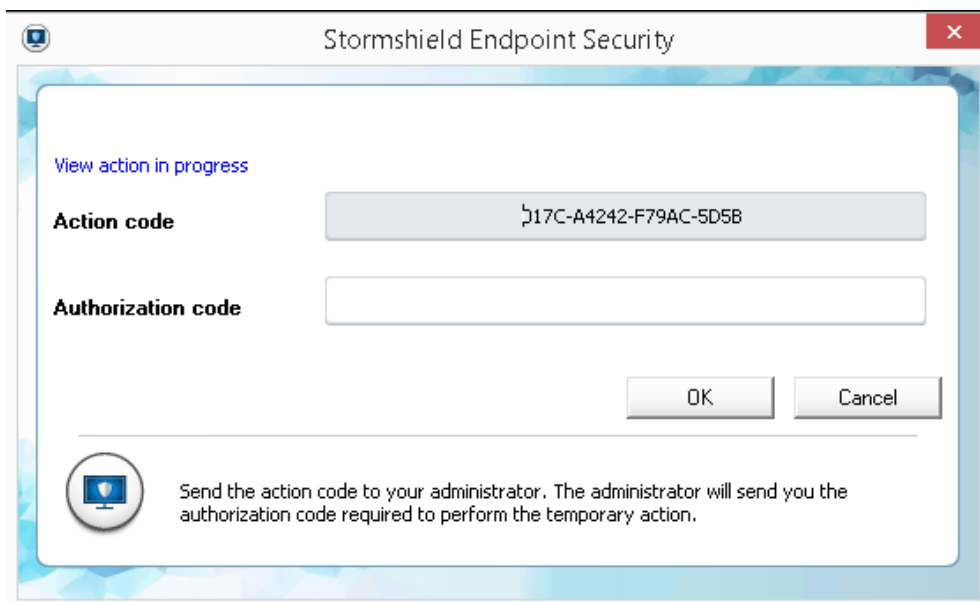 Stormshield Endpoint Security
View action in progress
Action code
17C-A4242-F79AC-5D5B
Authorization code
OK
Cancel
Send the action code to your administrator. The administrator will send you the
authorization code required to perform the temporary action.